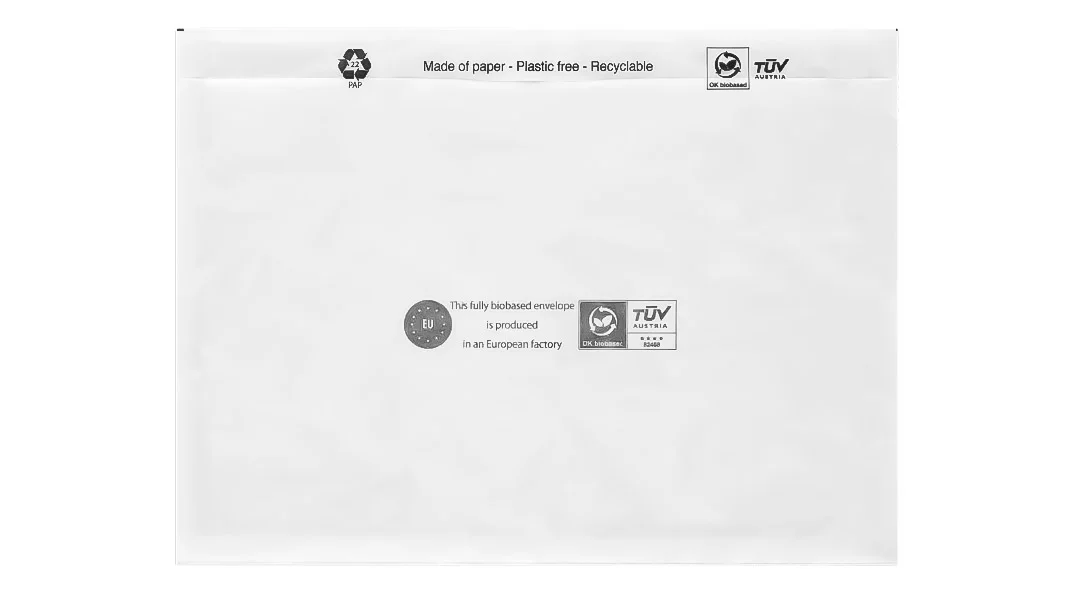 22
PAP
Made of paper - Plastic free - Recyclable
OK biobased
TÜV
AUSTRIA
EU
This fully biobased envelope
is produced
in an European factory
OK biobased
TÜV
AUSTRIA